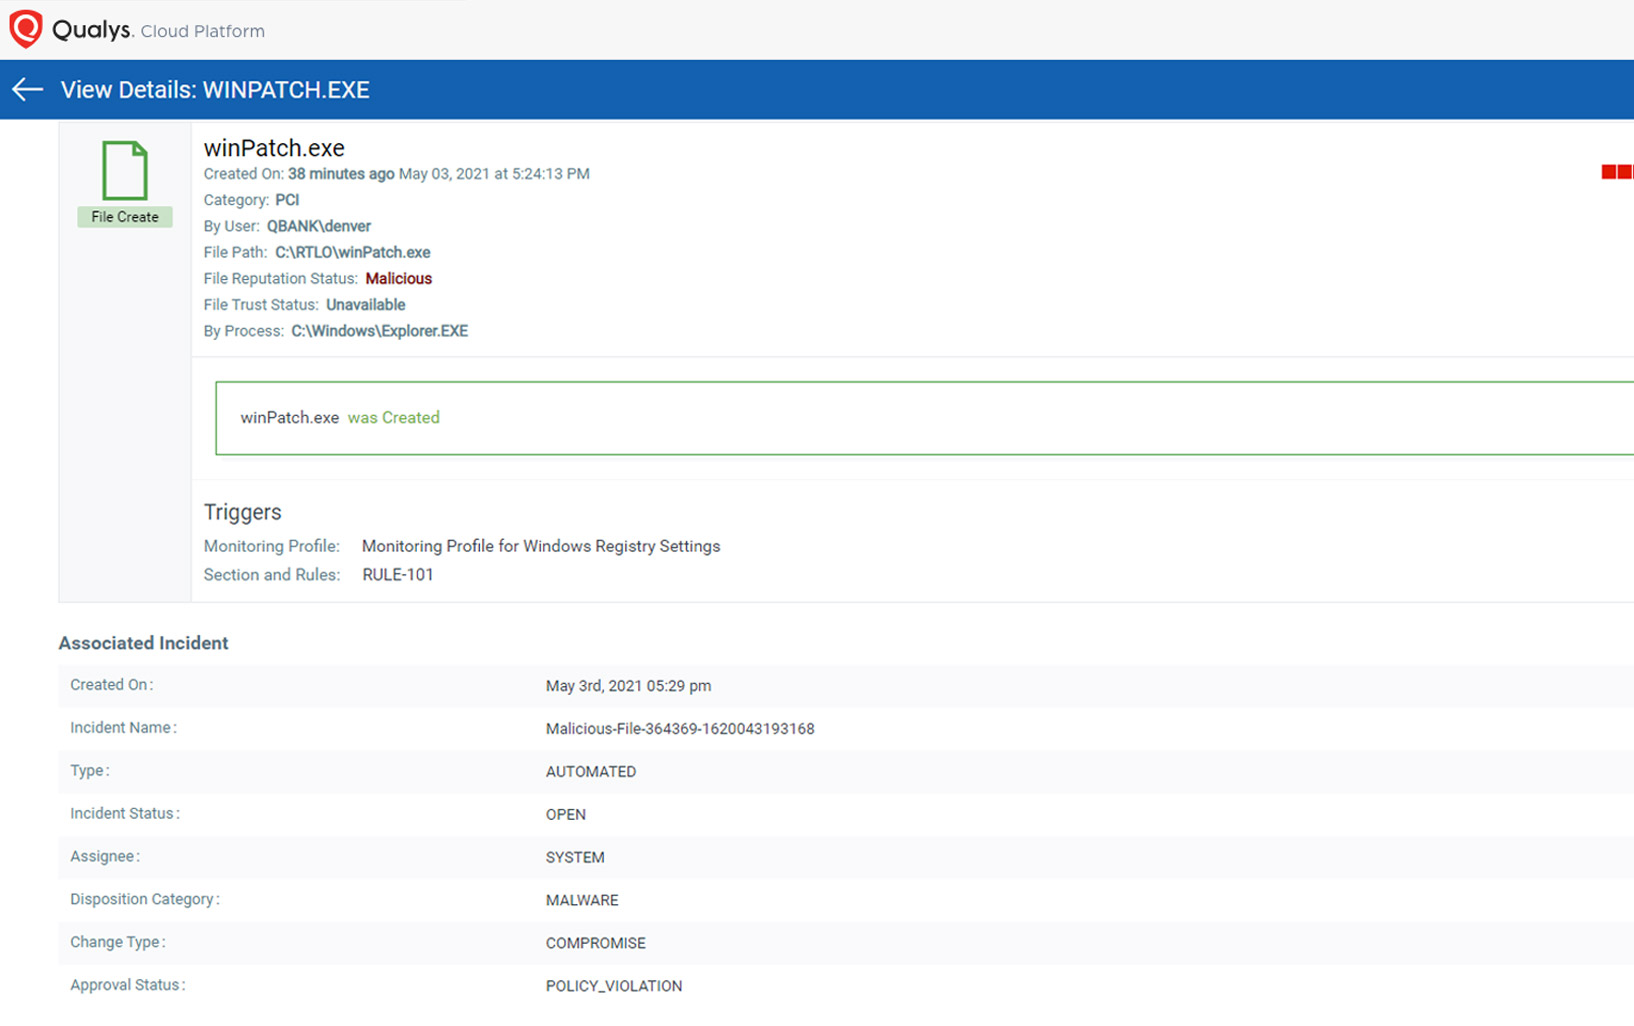 Qualys. Cloud Platform
View Details: WINPATCH.EXE
winPatch.exe
Created On: 38 minutes ago May 03, 2021 at 5:24:13 PM
File Create
Category: PCI
By User: QBANK\denver
File Path: C:\RTLO\winPatch.exe
File Reputation Status: Malicious
File Trust Status: Unavailable
By Process: C:\Windows\Explorer.EXE
winPatch.exe was Created
Triggers
Monitoring Profile: Monitoring Profile for Windows Registry Settings
Section and Rules: RULE-101
Associated Incident
Created On: May 3rd, 2021 05:29 pm
Incident Name: Malicious-File-364369-1620043193168
Type: AUTOMATED
Incident Status: OPEN
Assignee: SYSTEM
Disposition Category: MALWARE
Change Type: COMPROMISE
Approval Status: POLICY_VIOLATION